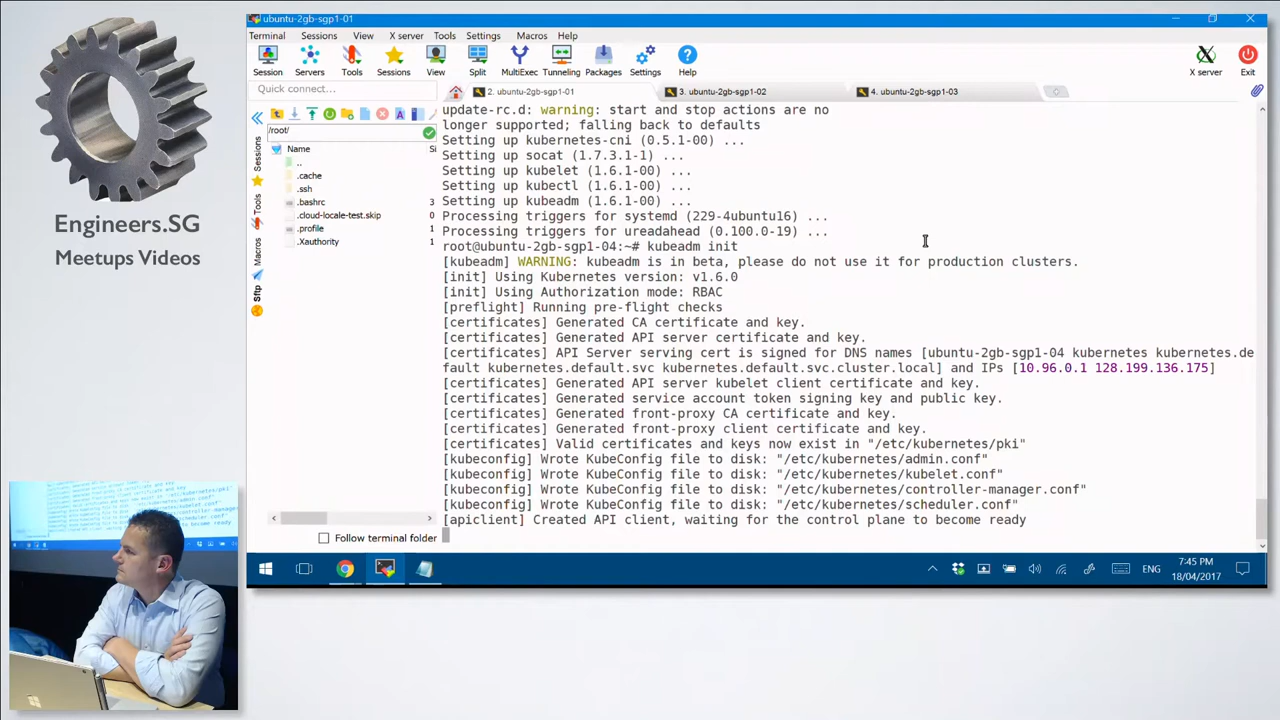 ubuntu-2gb-sgp1-01
Terminal Sessions View X server Tools Settings Macros Help
Session Servers Tools Sessions View Split MultiExec Tunneling Packages Settings Help X server Exit
Quick connect...
2. ubuntu-2gb-sgp1-01
3. ubuntu-2gb-sgp1-02
4. ubuntu-2gb-sgp1-03
/root/
Name Si
..
.cache
.ssh
.bashrc 3
.cloud-locale-test.skip 0
.profile 1
.Xauthority 1
Sessions
Tools
Macros
Sftp
Follow terminal folder
update-rc.d: warning: start and stop actions are no
longer supported; falling back to defaults
Setting up kubernetes-cni (0.5.1-00) ...
Setting up socat (1.7.3.1-1) ...
Setting up kubelet (1.6.1-00) ...
Setting up kubectl (1.6.1-00) ...
Setting up kubeadm (1.6.1-00) ...
Processing triggers for systemd (229-4ubuntu16) ...
Processing triggers for ureadahead (0.100.0-19) ...
root@ubuntu-2gb-sgp1-04:~# kubeadm init
[kubeadm] WARNING: kubeadm is in beta, please do not use it for production clusters.
[init] Using Kubernetes version: v1.6.0
[init] Using Authorization mode: RBAC
[preflight] Running pre-flight checks
[certificates] Generated CA certificate and key.
[certificates] Generated API server certificate and key.
[certificates] API Server serving cert is signed for DNS names [ubuntu-2gb-sgp1-04 kubernetes kubernetes.de
fault kubernetes.default.svc kubernetes.default.svc.cluster.local] and IPs [10.96.0.1 128.199.136.175]
[certificates] Generated API server kubelet client certificate and key.
[certificates] Generated service account token signing key and public key.
[certificates] Generated front-proxy CA certificate and key.
[certificates] Generated front-proxy client certificate and key.
[certificates] Valid certificates and keys now exist in "/etc/kubernetes/pki"
[kubeconfig] Wrote KubeConfig file to disk: "/etc/kubernetes/admin.conf"
[kubeconfig] Wrote KubeConfig file to disk: "/etc/kubernetes/kubelet.conf"
[kubeconfig] Wrote KubeConfig file to disk: "/etc/kubernetes/controller-manager.conf"
[kubeconfig] Wrote KubeConfig file to disk: "/etc/kubernetes/scheduler.conf"
[apiclient] Created API client, waiting for the control plane to become ready
ENG
7:45 PM
18/04/2017
Engineers.SG
Meetups Videos